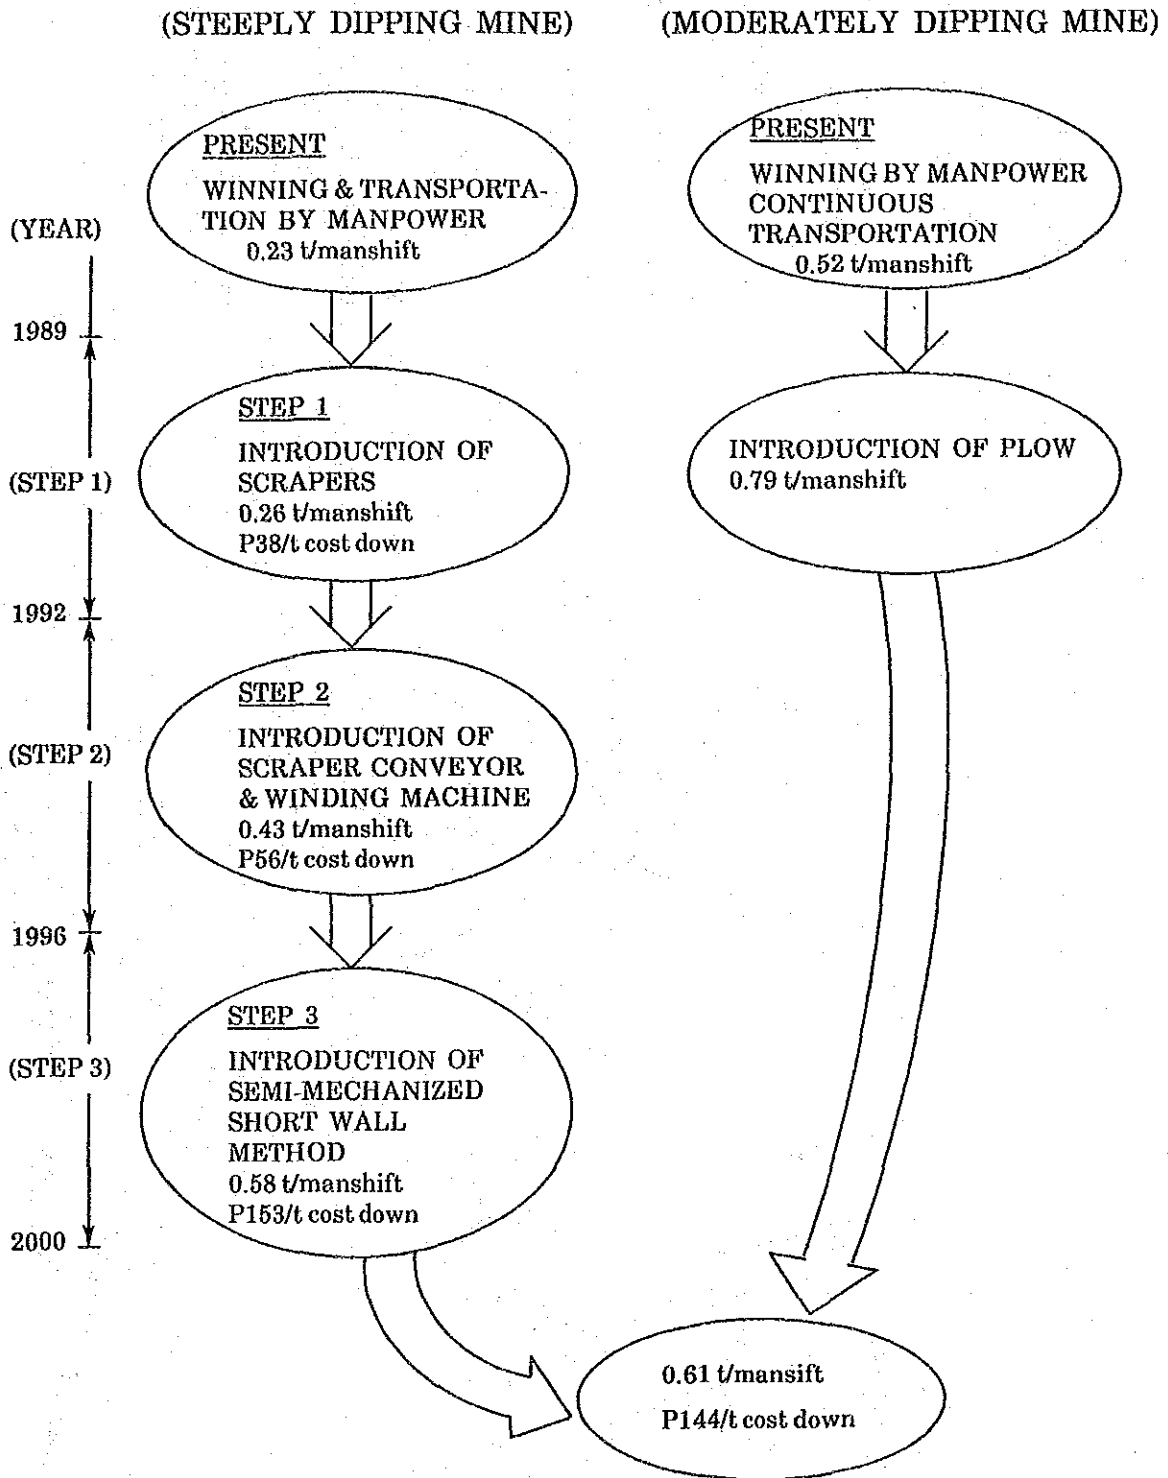 (STEEPLY DIPPING MINE)
(MODERATELY DIPPING MINE)
PRESENT
WINNING & TRANSPORTA-
TION BY MANPOWER
0.23 t/manshift
PRESENT
WINNING BY MANPOWER
CONTINUOUS
TRANSPORTATION
0.52 t/manshift
(YEAR)
1989
(STEP 1)
1992
(STEP 2)
1996
(STEP 3)
2000
STEP 1
INTRODUCTION OF
SCRAPERS
0.26 t/manshift
P38/t cost down
INTRODUCTION OF PLOW
0.79 t/manshift
STEP 2
INTRODUCTION OF
SCRAPER CONVEYOR
& WINDING MACHINE
0.43 t/manshift
P56/t cost down
STEP 3
INTRODUCTION OF
SEMI-MECHANIZED
SHORT WALL
METHOD
0.58 t/manshift
P153/t cost down
0.61 t/mansift
P144/t cost down